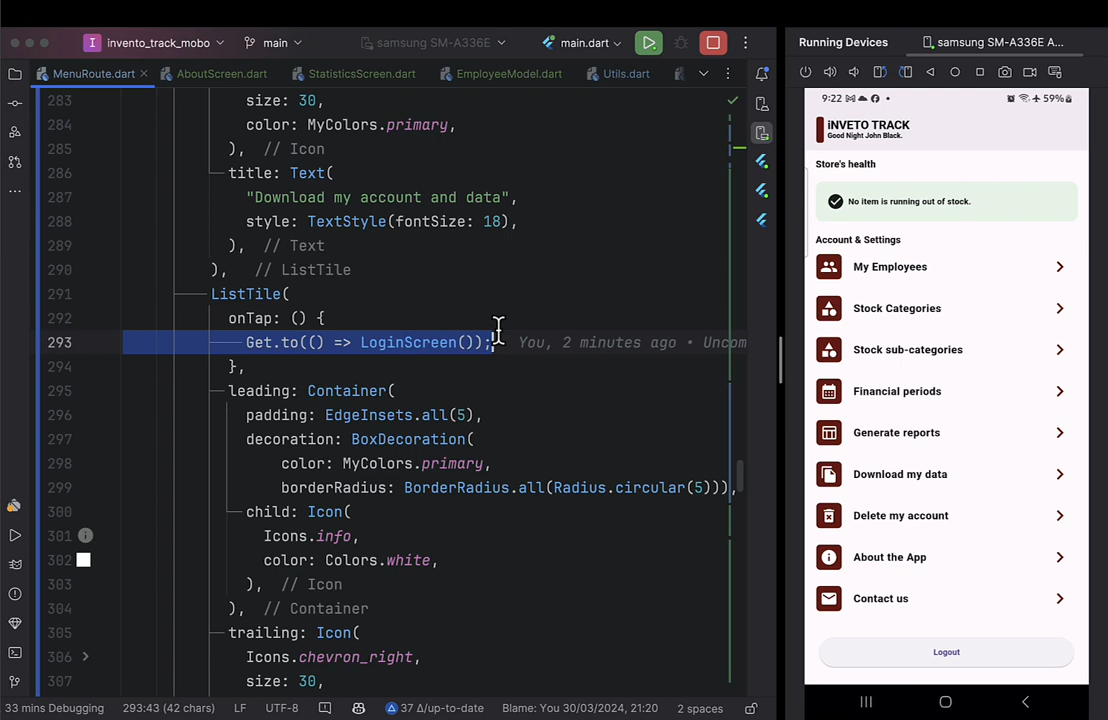 invento_track_mobo
main
samsung SM-A336E
main.dart
Running Devices
samsung SM-A336E A...
MenuRoute.dart
AboutScreen.dart
StatisticsScreen.dart
EmployeeModel.dart
Utils.dart
283 size: 30,
284 color: MyColors.primary,
285 ), // Icon
286 title: Text(
287 "Download my account and data",
288 style: TextStyle(fontSize: 18),
289 ), // Text
290 ), // ListTile
291 ListTile(
292 onTap: () {
293 Get.to(() => LoginScreen()); You, 2 minutes ago • Uncom
294 },
295 leading: Container(
296 padding: EdgeInsets.all(5),
297 decoration: BoxDecoration(
298 color: MyColors.primary,
299 borderRadius: BorderRadius.all(Radius.circular(5))),
300 child: Icon(
301 Icons.info,
302 color: Colors.white,
303 ), // Icon
304 ), // Container
305 trailing: Icon(
306 Icons.chevron_right,
307 size: 30,
33 mins Debugging
293:43 (42 chars)
LF
UTF-8
37 Δ/up-to-date
Blame: You 30/03/2024, 21:20
2 spaces
9:22
59%
iNVETO TRACK
Good Night John Black.
Store's health
No item is running out of stock.
Account & Settings
My Employees
Stock Categories
Stock sub-categories
Financial periods
Generate reports
Download my data
Delete my account
About the App
Contact us
Logout